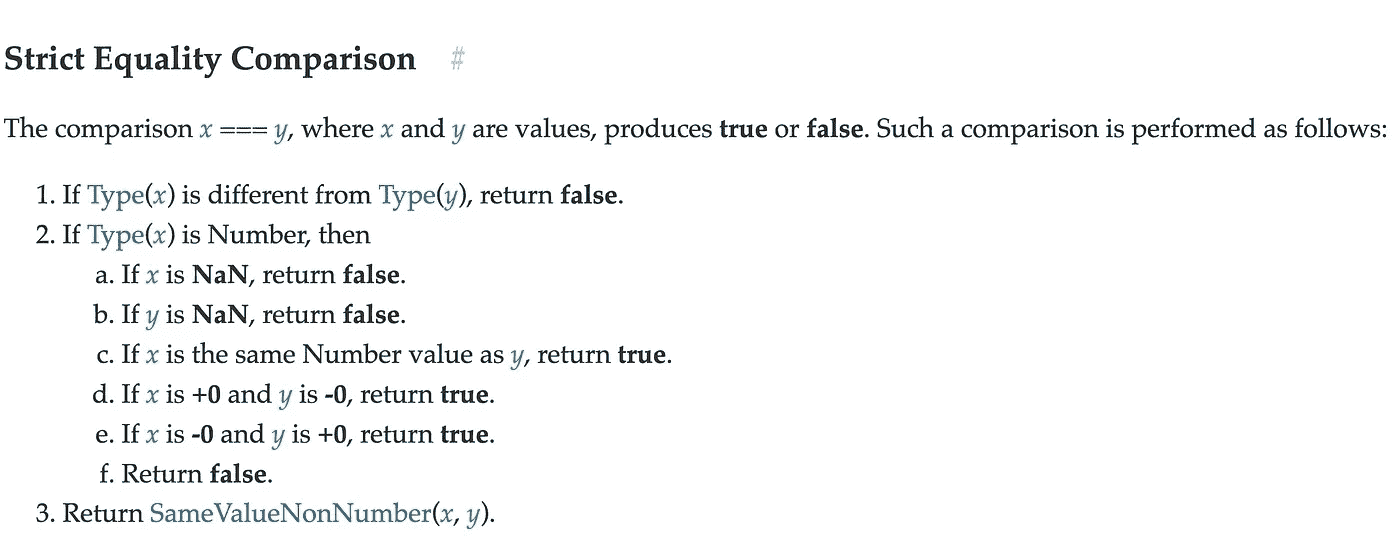 Strict Equality Comparison #
The comparison x === y, where x and y are values, produces true or false. Such a comparison is performed as follows:
1. If Type(x) is different from Type(y), return false.
2. If Type(x) is Number, then
a. If x is NaN, return false.
b. If y is NaN, return false.
c. If x is the same Number value as y, return true.
d. If x is +0 and y is -0, return true.
e. If x is -0 and y is +0, return true.
f. Return false.
3. Return SameValueNonNumber(x, y).